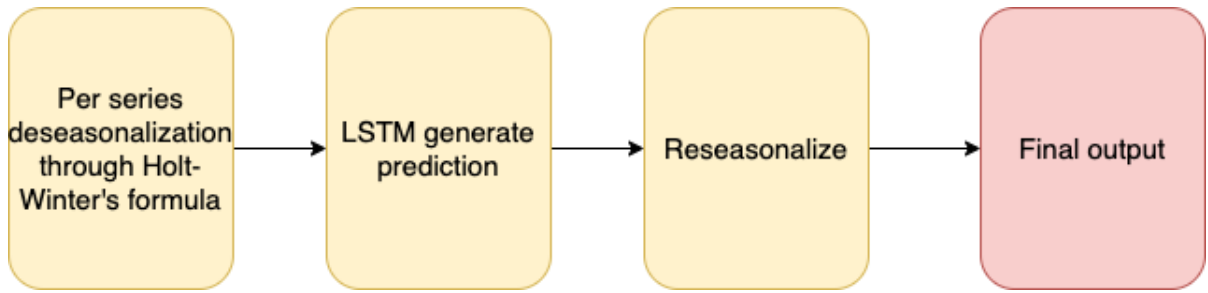 Per series
deseasonalization
through Holt-
Winter's formula
LSTM generate
prediction
Reseasonalize
Final output